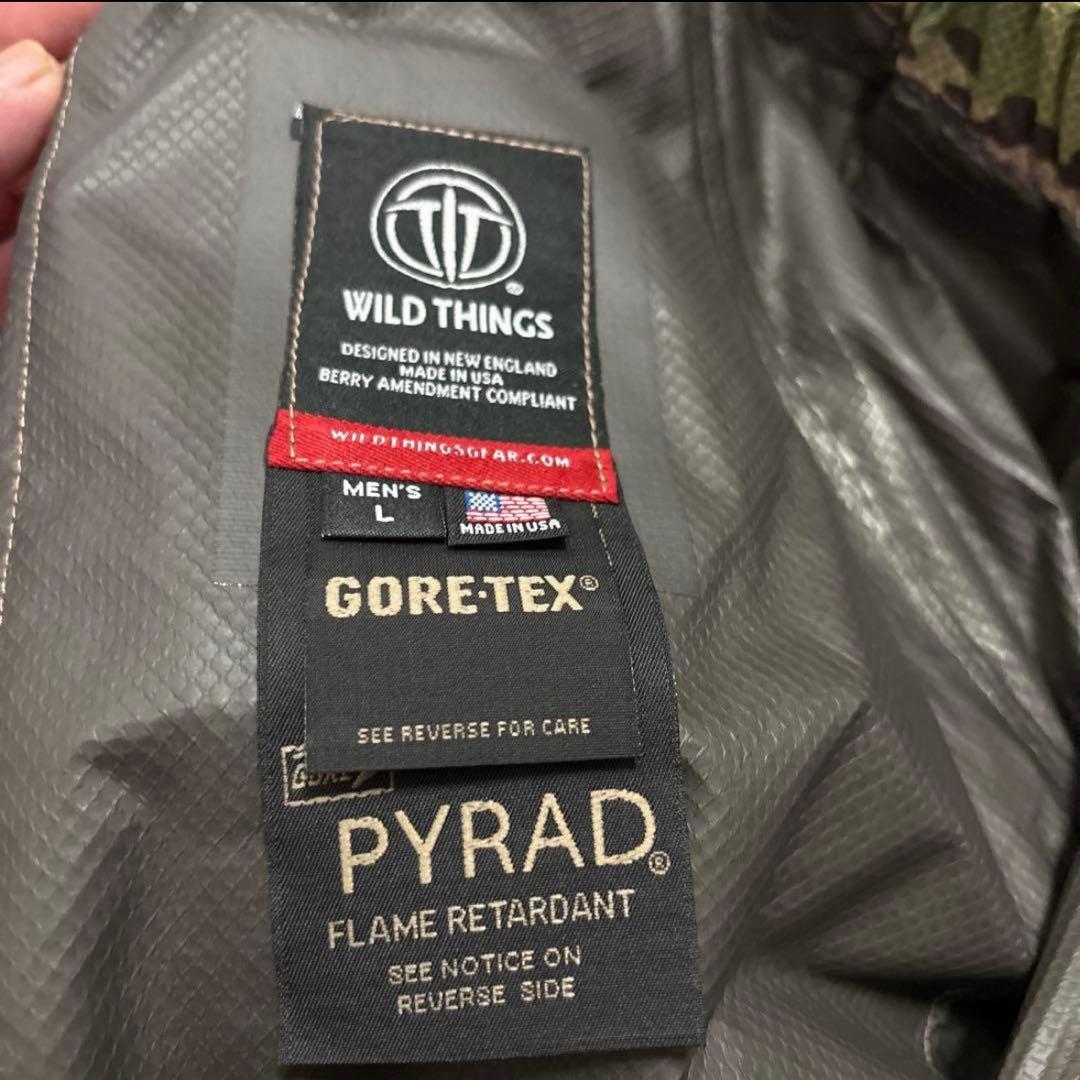 WILD THINGS
DESIGNED IN NEW ENGLAND
MADE IN USA
BERRY AMENDMENT COMPLIANT
WILDTHINGSGEAR.COM
MEN'S
L
MADE IN USA
GORE-TEX®
SEE REVERSE FOR CARE
GORE
PYRAD®
FLAME RETARDANT
SEE NOTICE ON
REVERSE SIDE